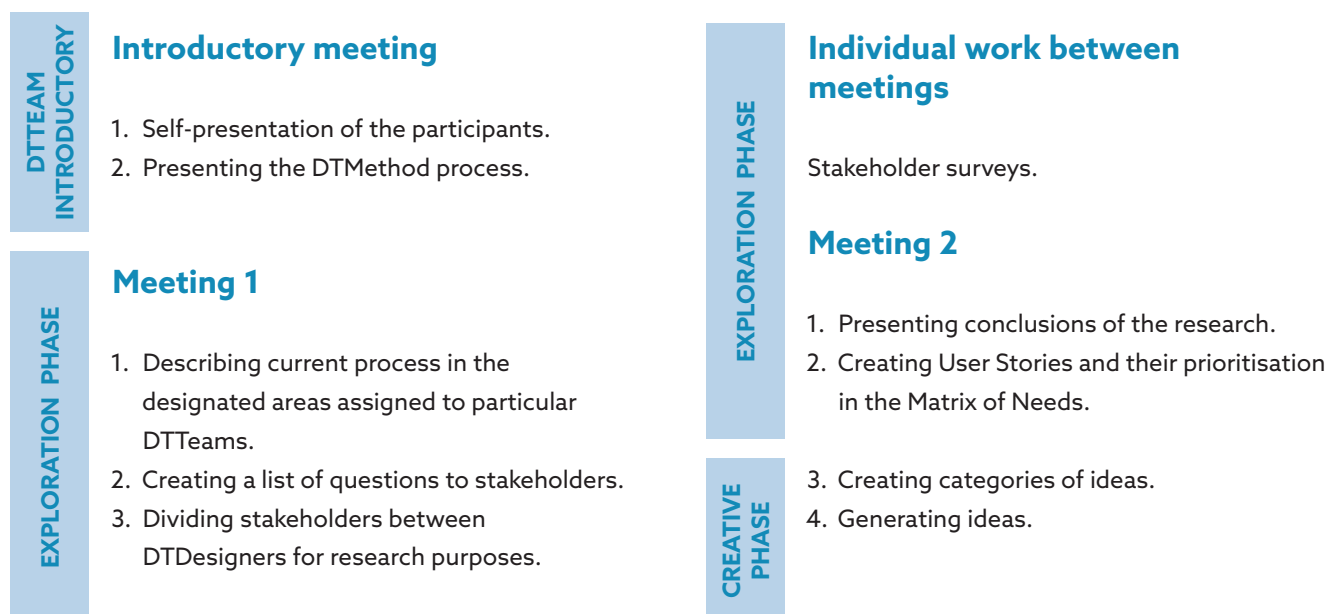 DTTEAM
INTRODUCTORY
Introductory meeting
1. Self-presentation of the participants.
2. Presenting the DTMethod process.
EXPLORATION PHASE
Meeting 1
1. Describing current process in the
designated areas assigned to particular
DTTeams.
2. Creating a list of questions to stakeholders.
3. Dividing stakeholders between
DTDesigners for research purposes.
EXPLORATION PHASE
Individual work between
meetings
Stakeholder surveys.
Meeting 2
1. Presenting conclusions of the research.
2. Creating User Stories and their prioritisation
in the Matrix of Needs.
CREATIVE
PHASE
3. Creating categories of ideas.
4. Generating ideas.